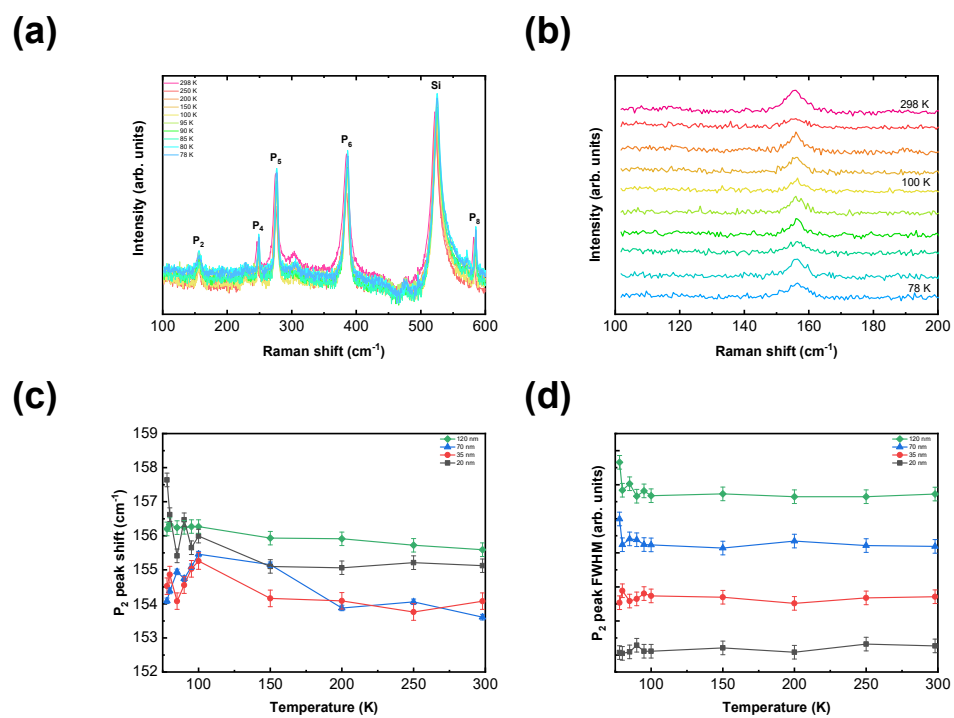 (a)
(b)
298 K
250 K
200 K
150 K
100 K
95 K
90 K
85 K
80 K
78 K
P2
P4
P5
P6
Si
P8
Intensity (arb. units)
100 200 300 400 500 600
Raman shift (cm-1)
298 K
100 K
78 K
Intensity (arb. units)
100 120 140 160 180 200
Raman shift (cm-1)
(c)
(d)
120 nm
70 nm
35 nm
20 nm
159
158
157
156
155
154
153
152
P2 peak shift (cm-1)
100 150 200 250 300
Temperature (K)
120 nm
70 nm
35 nm
20 nm
P2 peak FWHM (arb. units)
100 150 200 250 300
Temperature (K)